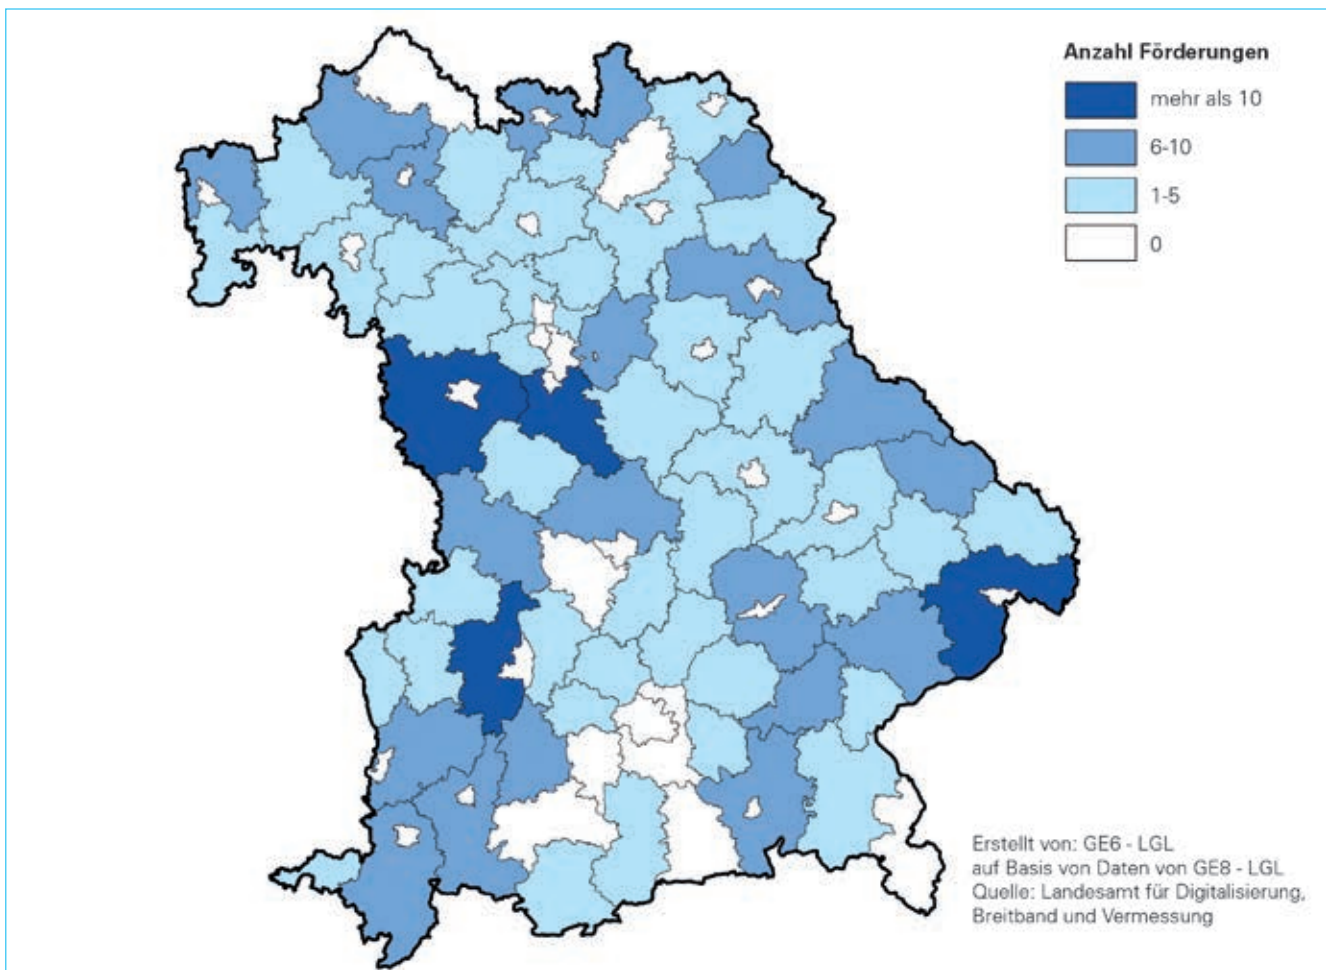 Anzahl Förderungen
mehr als 10
6-10
1-5
0
Erstellt von: GE6 - LGL
auf Basis von Daten von GE8 - LGL
Quelle: Landesamt für Digitalisierung,
Breitband und Vermessung